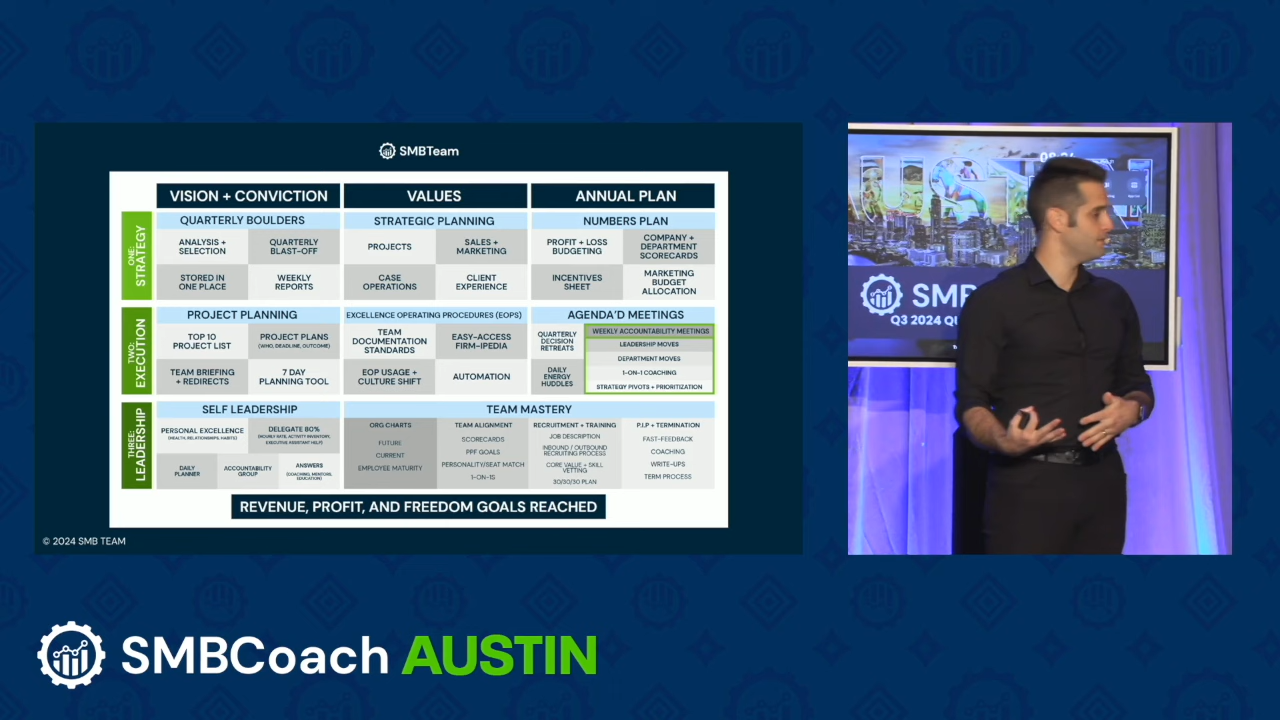 SMBTeam
VISION + CONVICTION
VALUES
ANNUAL PLAN
ONE:
STRATEGY
QUARTERLY BOULDERS
ANALYSIS +
SELECTION
QUARTERLY
BLAST-OFF
STORED IN
ONE PLACE
WEEKLY
REPORTS
STRATEGIC PLANNING
PROJECTS
SALES +
MARKETING
CASE
OPERATIONS
CLIENT
EXPERIENCE
NUMBERS PLAN
PROFIT + LOSS
BUDGETING
COMPANY +
DEPARTMENT
SCORECARDS
INCENTIVES
SHEET
MARKETING
BUDGET
ALLOCATION
TWO:
EXECUTION
PROJECT PLANNING
TOP 10
PROJECT LIST
PROJECT PLANS
(WHO, DEADLINE, OUTCOME)
TEAM BRIEFING
+ REDIRECTS
7 DAY
PLANNING TOOL
EXCELLENCE OPERATING PROCEDURES (EOPS)
TEAM
DOCUMENTATION
STANDARDS
EASY-ACCESS
FIRM-IPEDIA
EOP USAGE +
CULTURE SHIFT
AUTOMATION
AGENDA'D MEETINGS
QUARTERLY
DECISION
RETREATS
DAILY
ENERGY
HUDDLES
WEEKLY ACCOUNTABILITY MEETINGS
LEADERSHIP MOVES
DEPARTMENT MOVES
1-ON-1 COACHING
STRATEGY PIVOTS + PRIORITIZATION
THREE:
LEADERSHIP
SELF LEADERSHIP
PERSONAL EXCELLENCE
(HEALTH, RELATIONSHIPS, HABITS)
DELEGATE 80%
(HOURLY RATE, ACTIVITY INVENTORY,
EXECUTIVE ASSISTANT HELP)
DAILY
PLANNER
ACCOUNTABILITY
GROUP
ANSWERS
(COACHING, MENTORS,
EDUCATION)
TEAM MASTERY
ORG CHARTS
FUTURE
CURRENT
EMPLOYEE MATURITY
TEAM ALIGNMENT
SCORECARDS
PPF GOALS
PERSONALITY/SEAT MATCH
1-ON-1S
RECRUITMENT + TRAINING
JOB DESCRIPTION
INBOUND / OUTBOUND
RECRUITING PROCESS
CORE VALUE + SKILL
VETTING
30/30/30 PLAN
P.I.P + TERMINATION
FAST-FEEDBACK
COACHING
WRITE-UPS
TERM PROCESS
REVENUE, PROFIT, AND FREEDOM GOALS REACHED
© 2024 SMB TEAM
SMB
Q3 2024 QU
SMBCoach AUSTIN